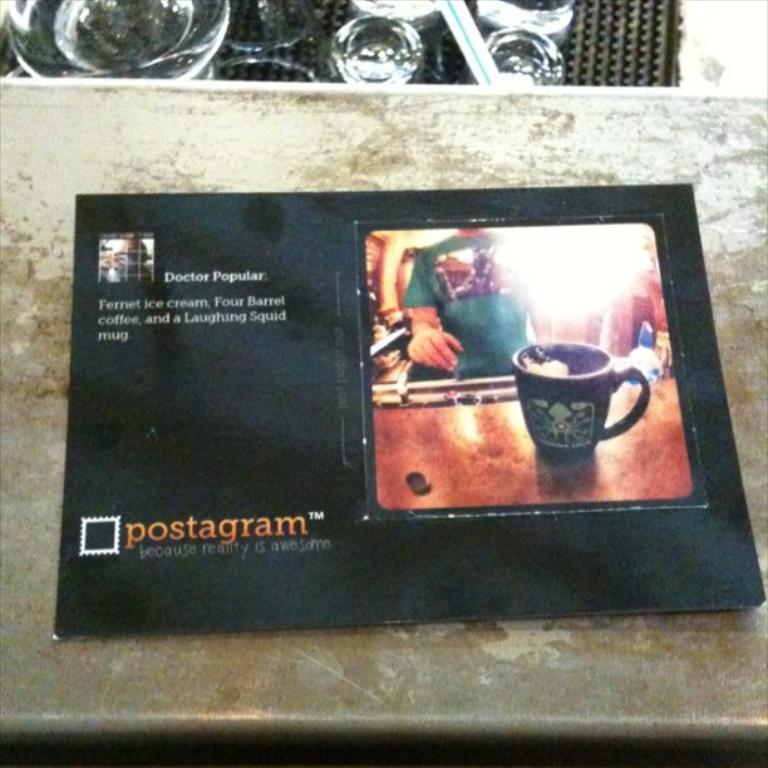 Doctor Popular:
Fernet ice cream, Four Barrel
coffee, and a Laughing Squid
mug.
postagram™
because reality is awesome